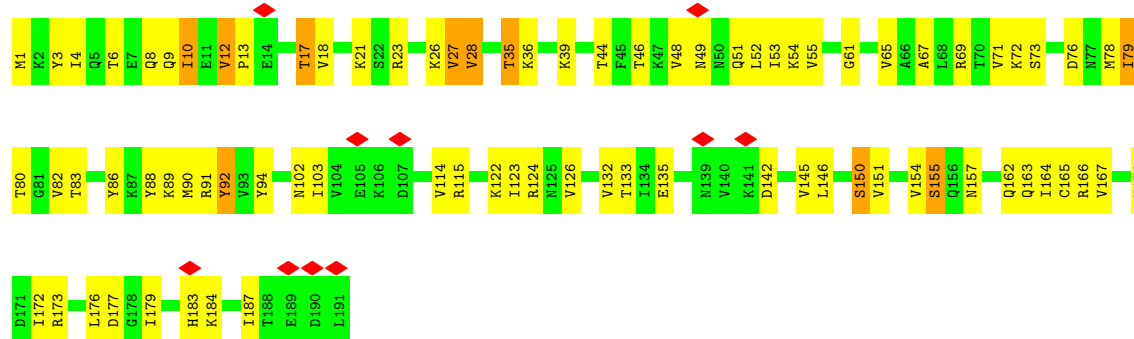 M1 K2 Y3 I4 Q5 T6 E7 Q8 Q9 I10 E11 V12 P13 E14 T17 V18 K21 S22 R23 K26 V27 V28 T35 K36 K39 T44 F45 T46 K47 V48 N49 N50 Q51 L52 I53 K54 V55 G61 V65 A66 A67 L68 R69 T70 V71 K72 S73 D76 N77 M78 I79
T80 G81 V82 T83 Y86 K87 Y88 K89 M90 R91 Y92 V93 Y94 N102 I103 V104 E105 K106 D107 V114 R115 K122 I123 R124 N125 V126 V132 T133 I134 E135 N139 V140 K141 D142 V145 L146 S150 V151 V154 S155 Q156 N157 Q162 Q163 I164 C165 R166 V167
D171 I172 R173 L176 D177 G178 I179 H183 K184 I187 T188 E189 D190 L191